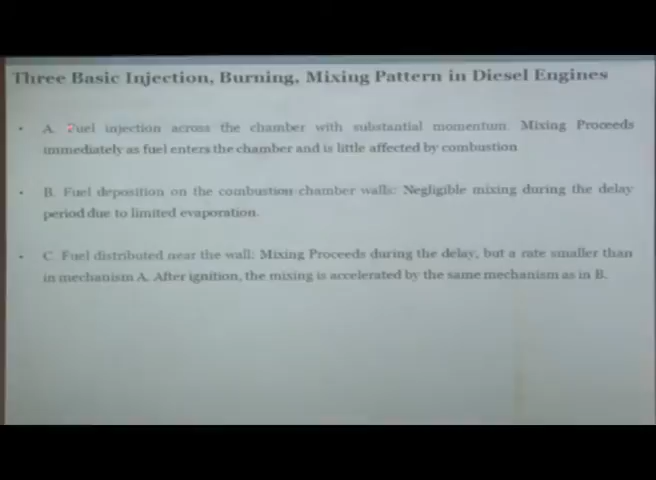 Three Basic Injection, Burning, Mixing Pattern in Diesel Engines
• A. Fuel injection across the chamber with substantial momentum. Mixing Proceeds
immediately as fuel enters the chamber and is little affected by combustion
• B. Fuel deposition on the combustion chamber walls: Negligible mixing during the delay
period due to limited evaporation.
• C. Fuel distributed near the wall: Mixing Proceeds during the delay, but a rate smaller than
in mechanism A. After ignition, the mixing is accelerated by the same mechanism as in B.